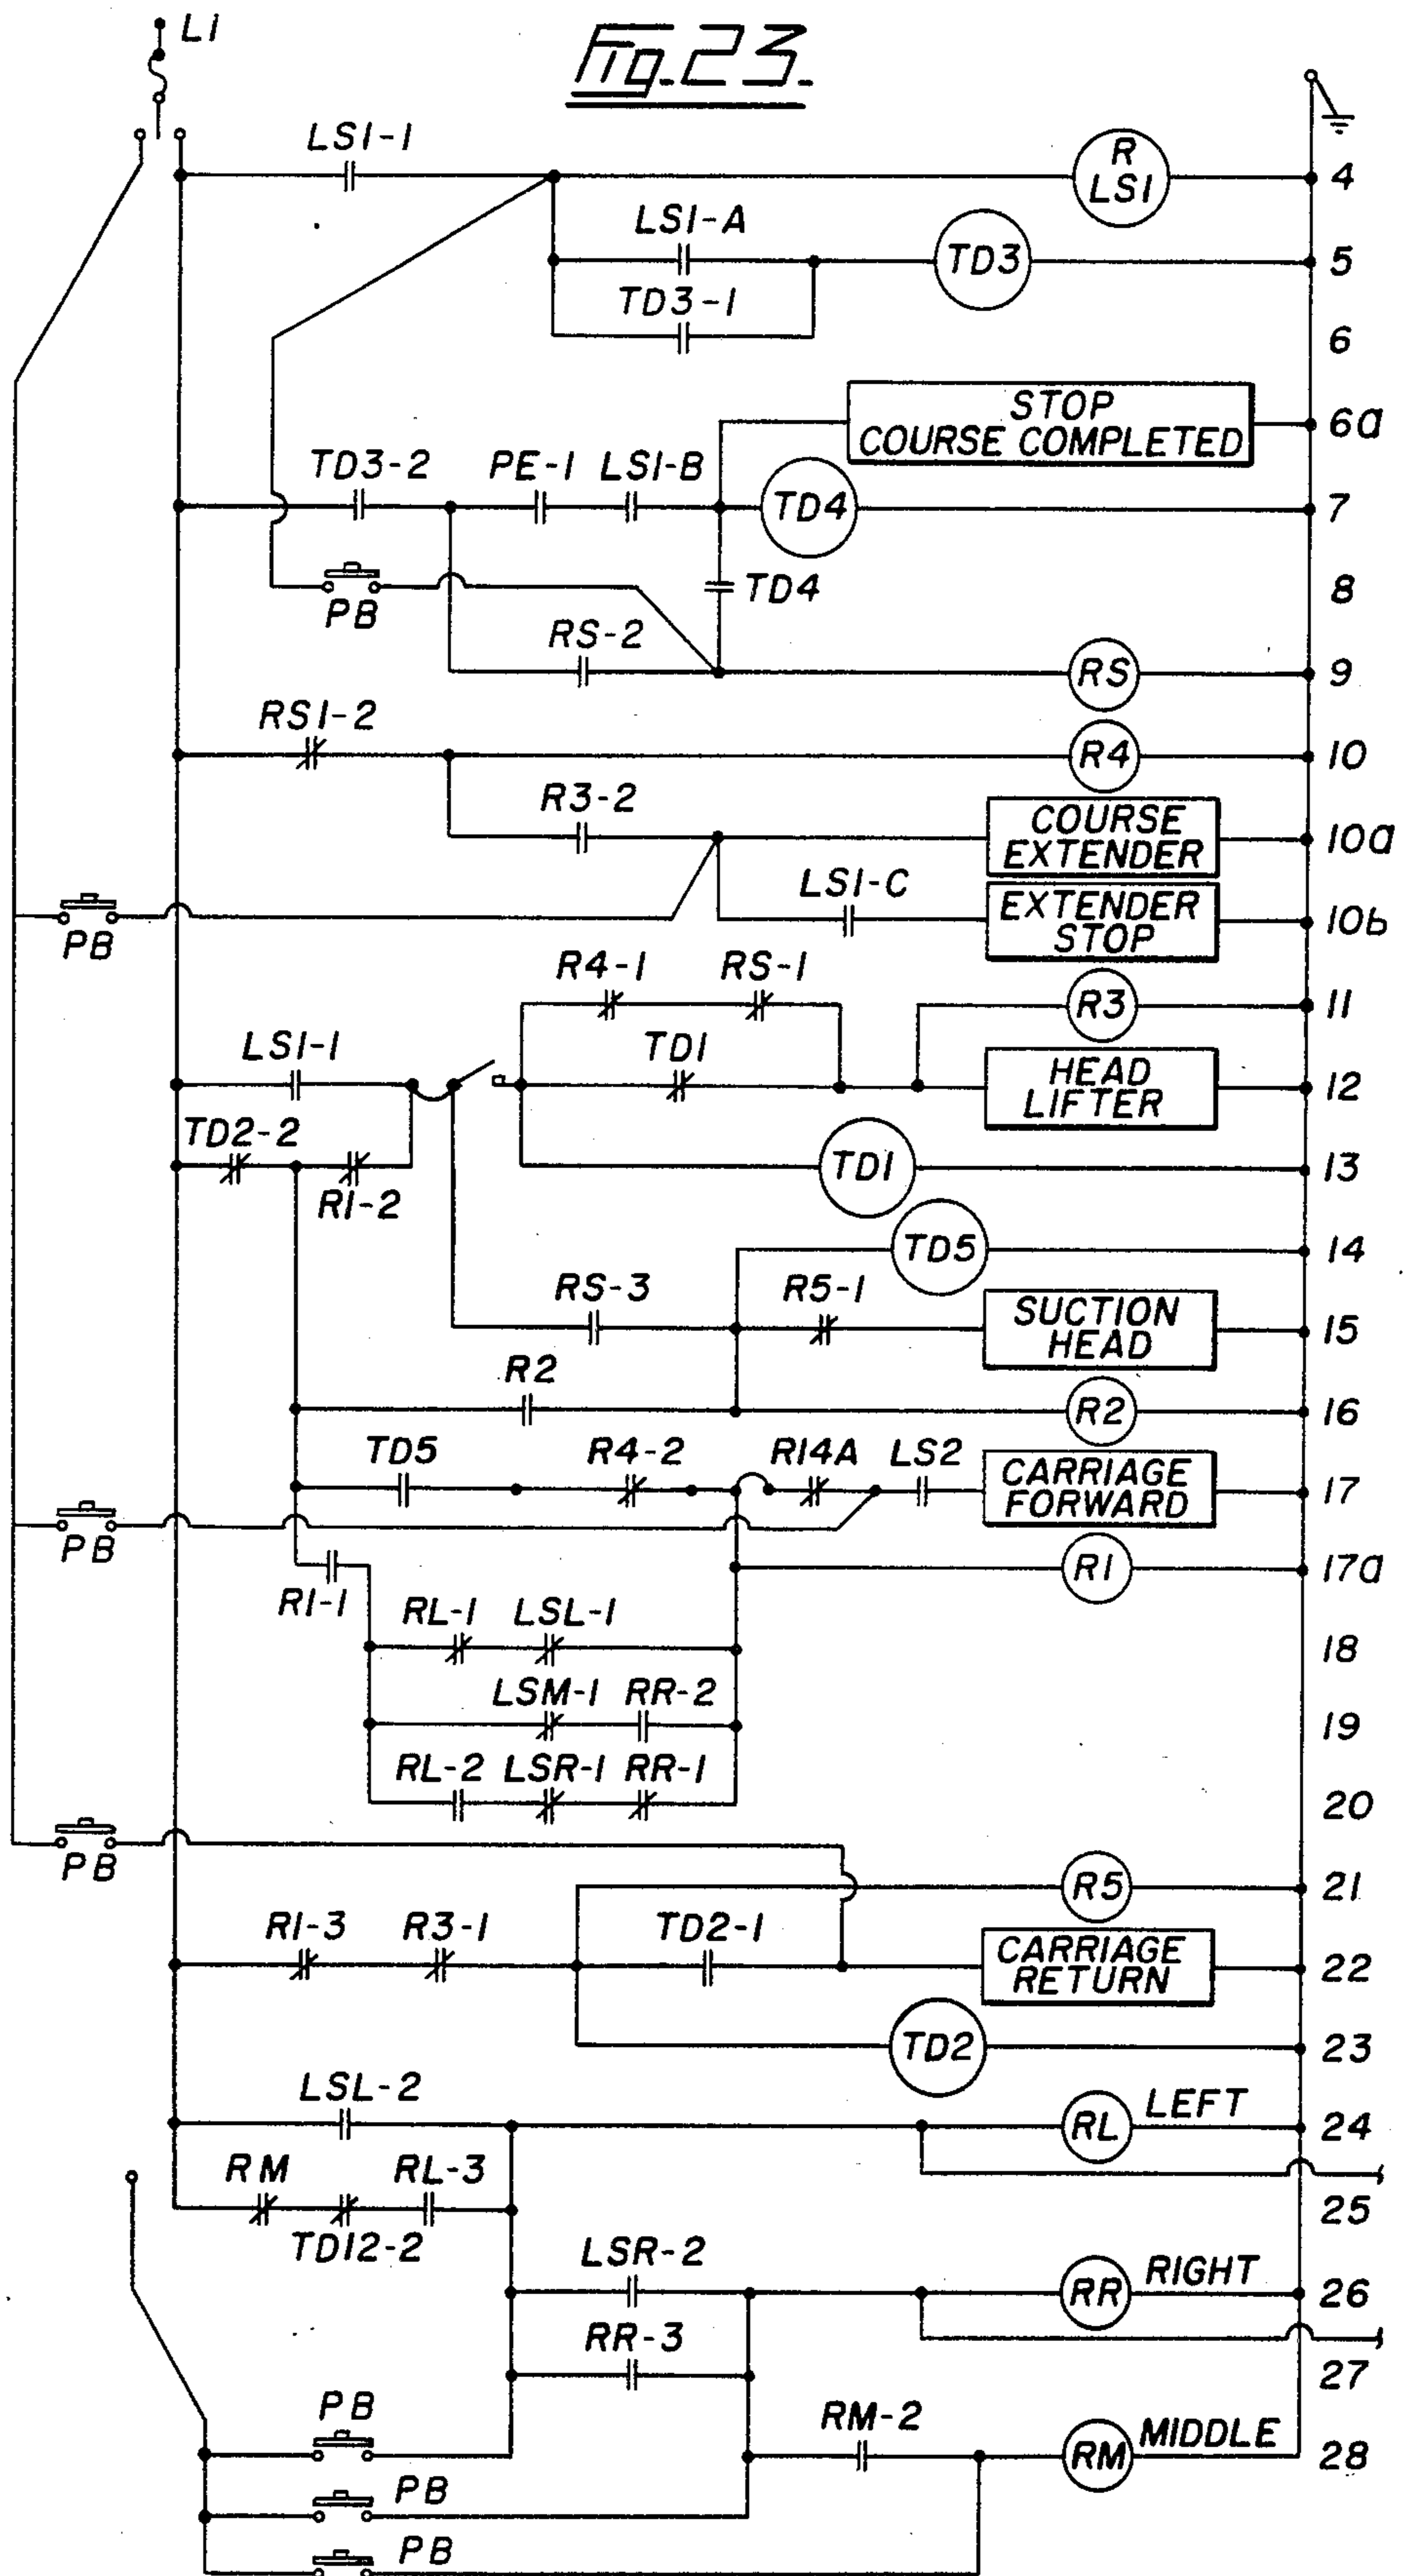 L1
Fig. 23.
LS1-1
R
LS1
4
LS1-A
TD3
5
TD3-1
6
STOP
COURSE COMPLETED
6a
TD3-2
PE-1
LS1-B
TD4
7
PB
TD4
8
RS-2
RS
9
RS1-2
R4
10
R3-2
COURSE
EXTENDER
10a
PB
LS1-C
EXTENDER
STOP
10b
R4-1
RS-1
R3
11
LS1-1
TD1
HEAD
LIFTER
12
TD2-2
R1-2
TD1
13
TD5
14
RS-3
R5-1
SUCTION
HEAD
15
R2
R2
16
TD5
R4-2
R14A
LS2
CARRIAGE
FORWARD
17
PB
R1-1
R1
17a
RL-1
LSL-1
18
LSM-1
RR-2
19
RL-2
LSR-1
RR-1
20
PB
R5
21
R1-3
R3-1
TD2-1
CARRIAGE
RETURN
22
TD2
23
LSL-2
RL
LEFT
24
RM
TD12-2
RL-3
25
LSR-2
RR
RIGHT
26
RR-3
27
PB
RM-2
RM
MIDDLE
28
PB
PB